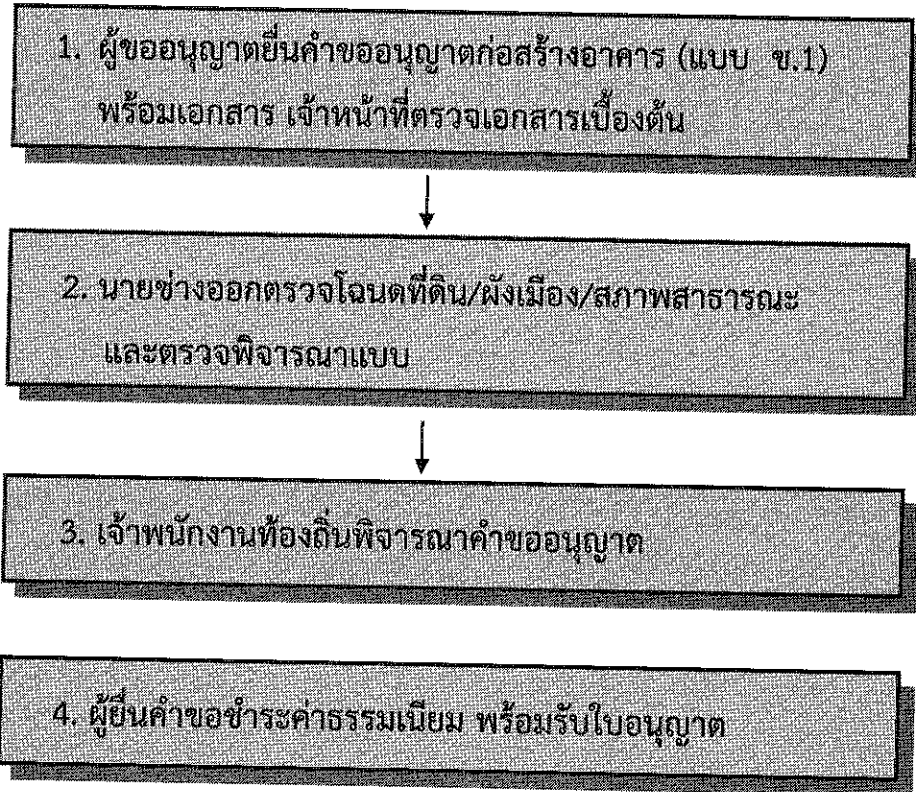 1. ผู้ขออนุญาตยื่นคำขออนุญาตก่อสร้างอาคาร (แบบ ข.1)
พร้อมเอกสาร เจ้าหน้าที่ตรวจเอกสารเบื้องต้น
2. นายช่างออกตรวจโฉนดที่ดิน/ผังเมือง/สภาพสาธารณะ
และตรวจพิจารณาแบบ
3. เจ้าพนักงานท้องถิ่นพิจารณาคำขออนุญาต
4. ผู้ยื่นคำขอชำระค่าธรรมเนียม พร้อมรับใบอนุญาต